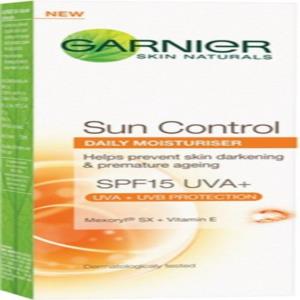 NEW
GARNIER
SKIN NATURALS
Sun Control
DAILY MOISTURISER
Helps prevent skin darkening
& premature ageing
SPF15 UVA+
UVA + UVB PROTECTION
Mexoryl® SX + Vitamin E
Dermatologically tested